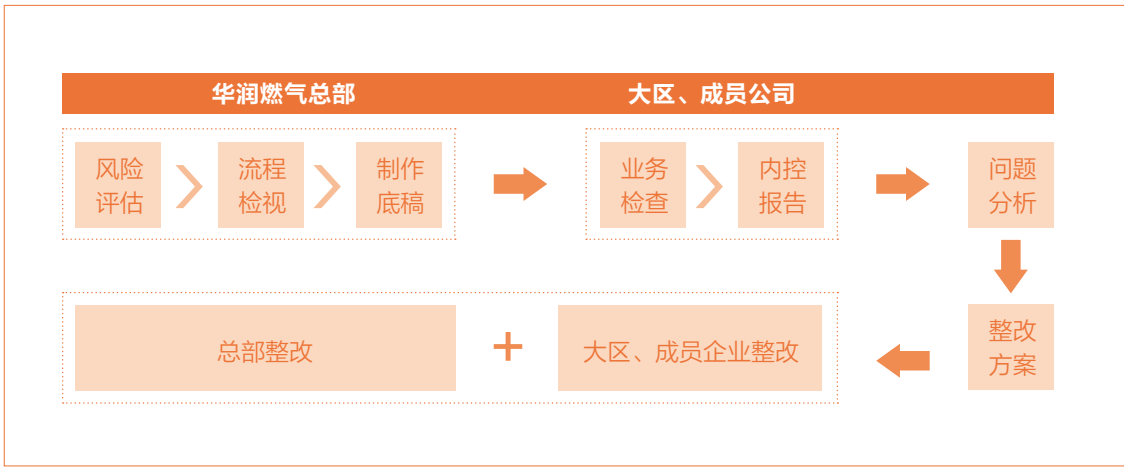 华润燃气总部
大区、成员公司
风险
评估
流程
检视
制作
底稿
业务
检查
内控
报告
问题
分析
整改
方案
总部整改
+
大区、成员企业整改